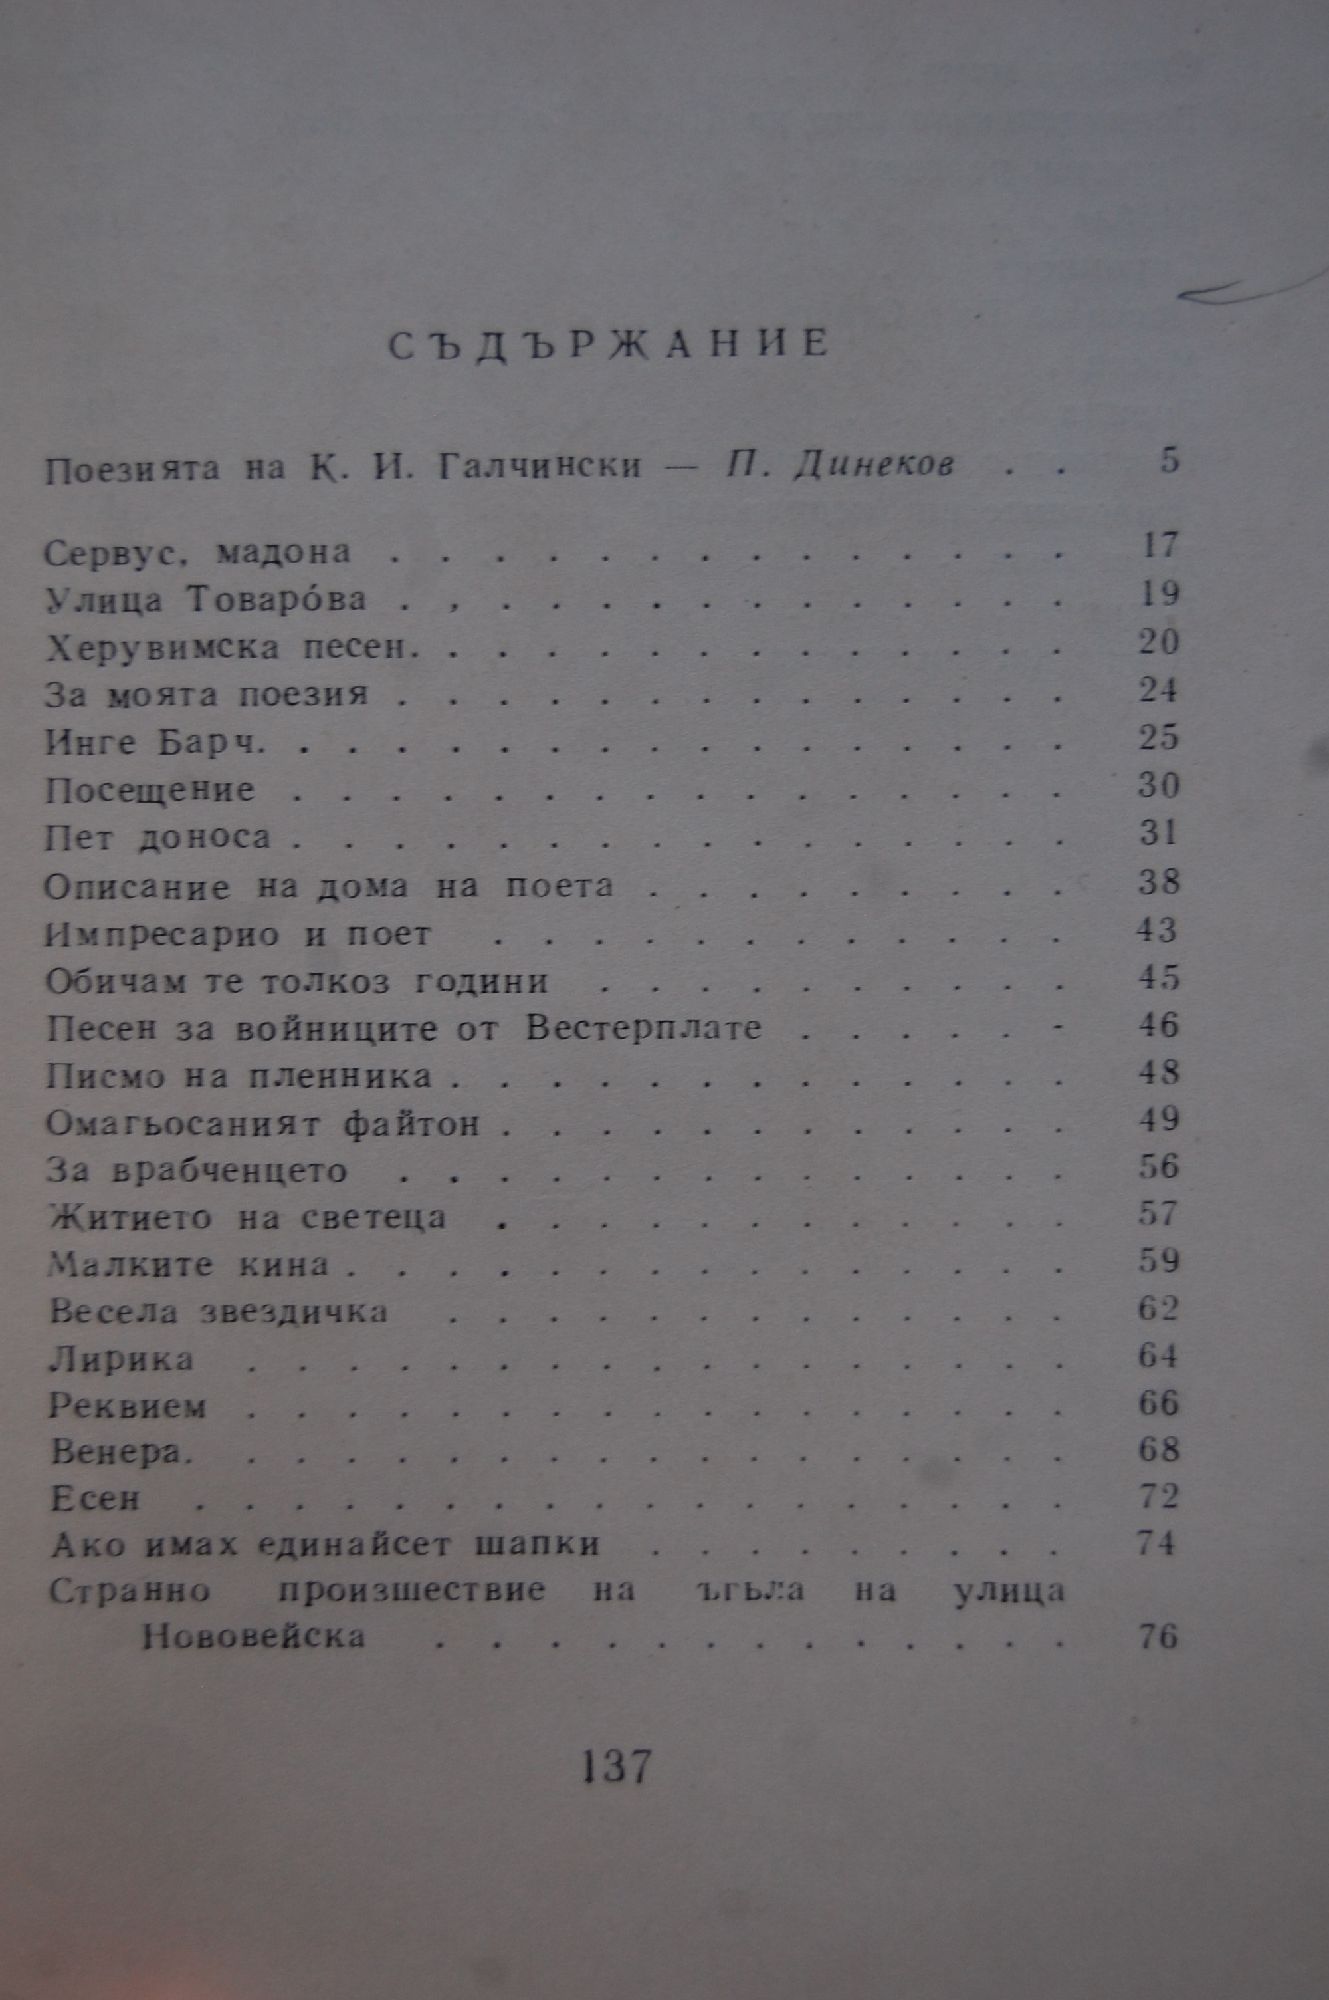 СЪДЪРЖАНИЕ
Поезията на К. И. Галчински — П. Динеков . . 5
Сервус, мадона . . . . . . . . . . . . . . 17
Улица Товаро́ва . , . . . . . . . . . . . . 19
Херувимска песен. . . . . . . . . . . . . . 20
За моята поезия . . . . . . . . . . . . . . 24
Инге Барч. . . . . . . . . . . . . . . . . 25
Посещение . . . . . . . . . . . . . . . . 30
Пет доноса . . . . . . . . . . . . . . . . 31
Описание на дома на поета . . . . . . . . . 38
Импресарио и поет . . . . . . . . . . . . 43
Обичам те толкоз години . . . . . . . . . . 45
Песен за войниците от Вестерплате . . . . . - 46
Писмо на пленника . . . . . . . . . . . . . 48
Омагьосаният файтон . . . . . . . . . . . . 49
За врабченцето . . . . . . . . . . . . . . 56
Житието на светеца . . . . . . . . . . . . 57
Малките кина . . . . . . . . . . . . . . . 59
Весела звездичка . . . . . . . . . . . . . 62
Лирика . . . . . . . . . . . . . . . . . 64
Реквием . . . . . . . . . . . . . . . . . 66
Венера. . . . . . . . . . . . . . . . . . 68
Есен . . . . . . . . . . . . . . . . . . 72
Ако имах единайсет шапки . . . . . . . . . 74
Странно произшествие на ъгъла на улица
Нововейска . . . . . . . . . . . . . 76
137